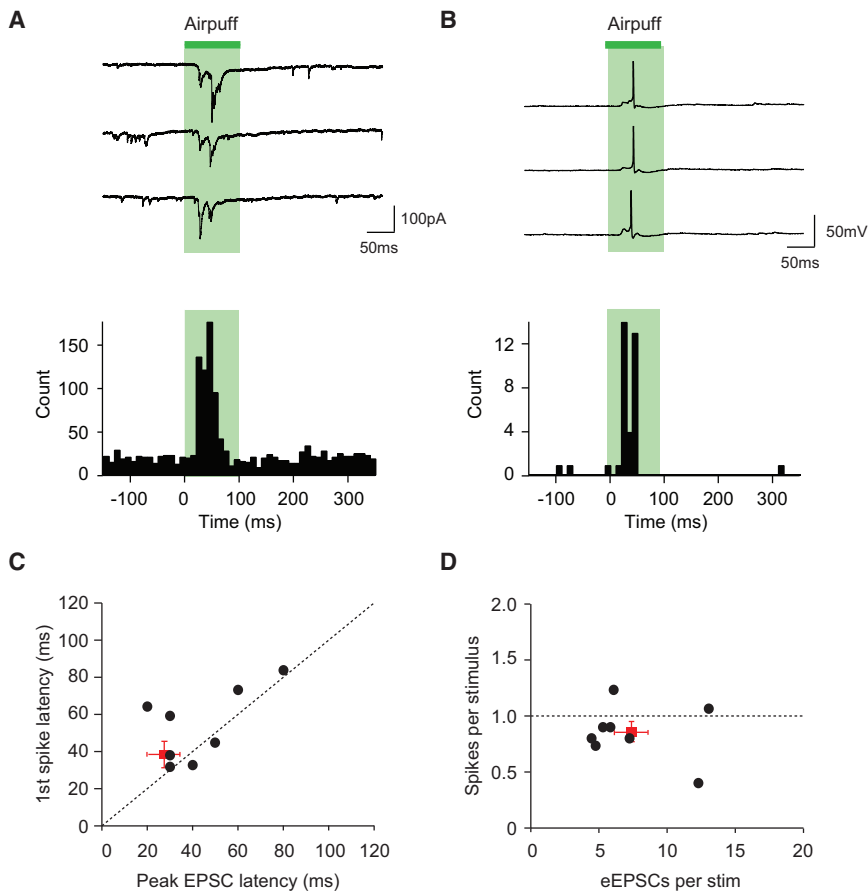 A
Airpuff
100pA
50ms
150
100
50
0
Count
-100 0 100 200 300
Time (ms)
B
Airpuff
50mV
50ms
12
8
4
0
Count
-100 0 100 200 300
Time (ms)
C
120
100
80
60
40
20
0
1st spike latency (ms)
0 20 40 60 80 100 120
Peak EPSC latency (ms)
D
2.0
1.5
1.0
0.5
0
Spikes per stimulus
0 5 10 15 20
eEPSCs per stim